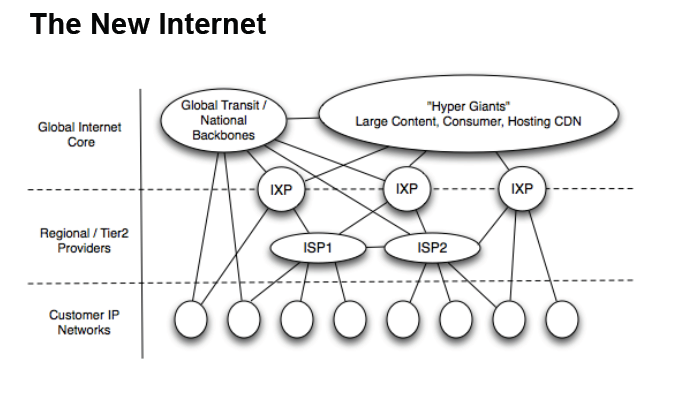 The New Internet
Global Internet
Core
Global Transit /
National
Backbones
"Hyper Giants"
Large Content, Consumer, Hosting CDN
IXP
IXP
IXP
Regional / Tier2
Providers
ISP1
ISP2
Customer IP
Networks